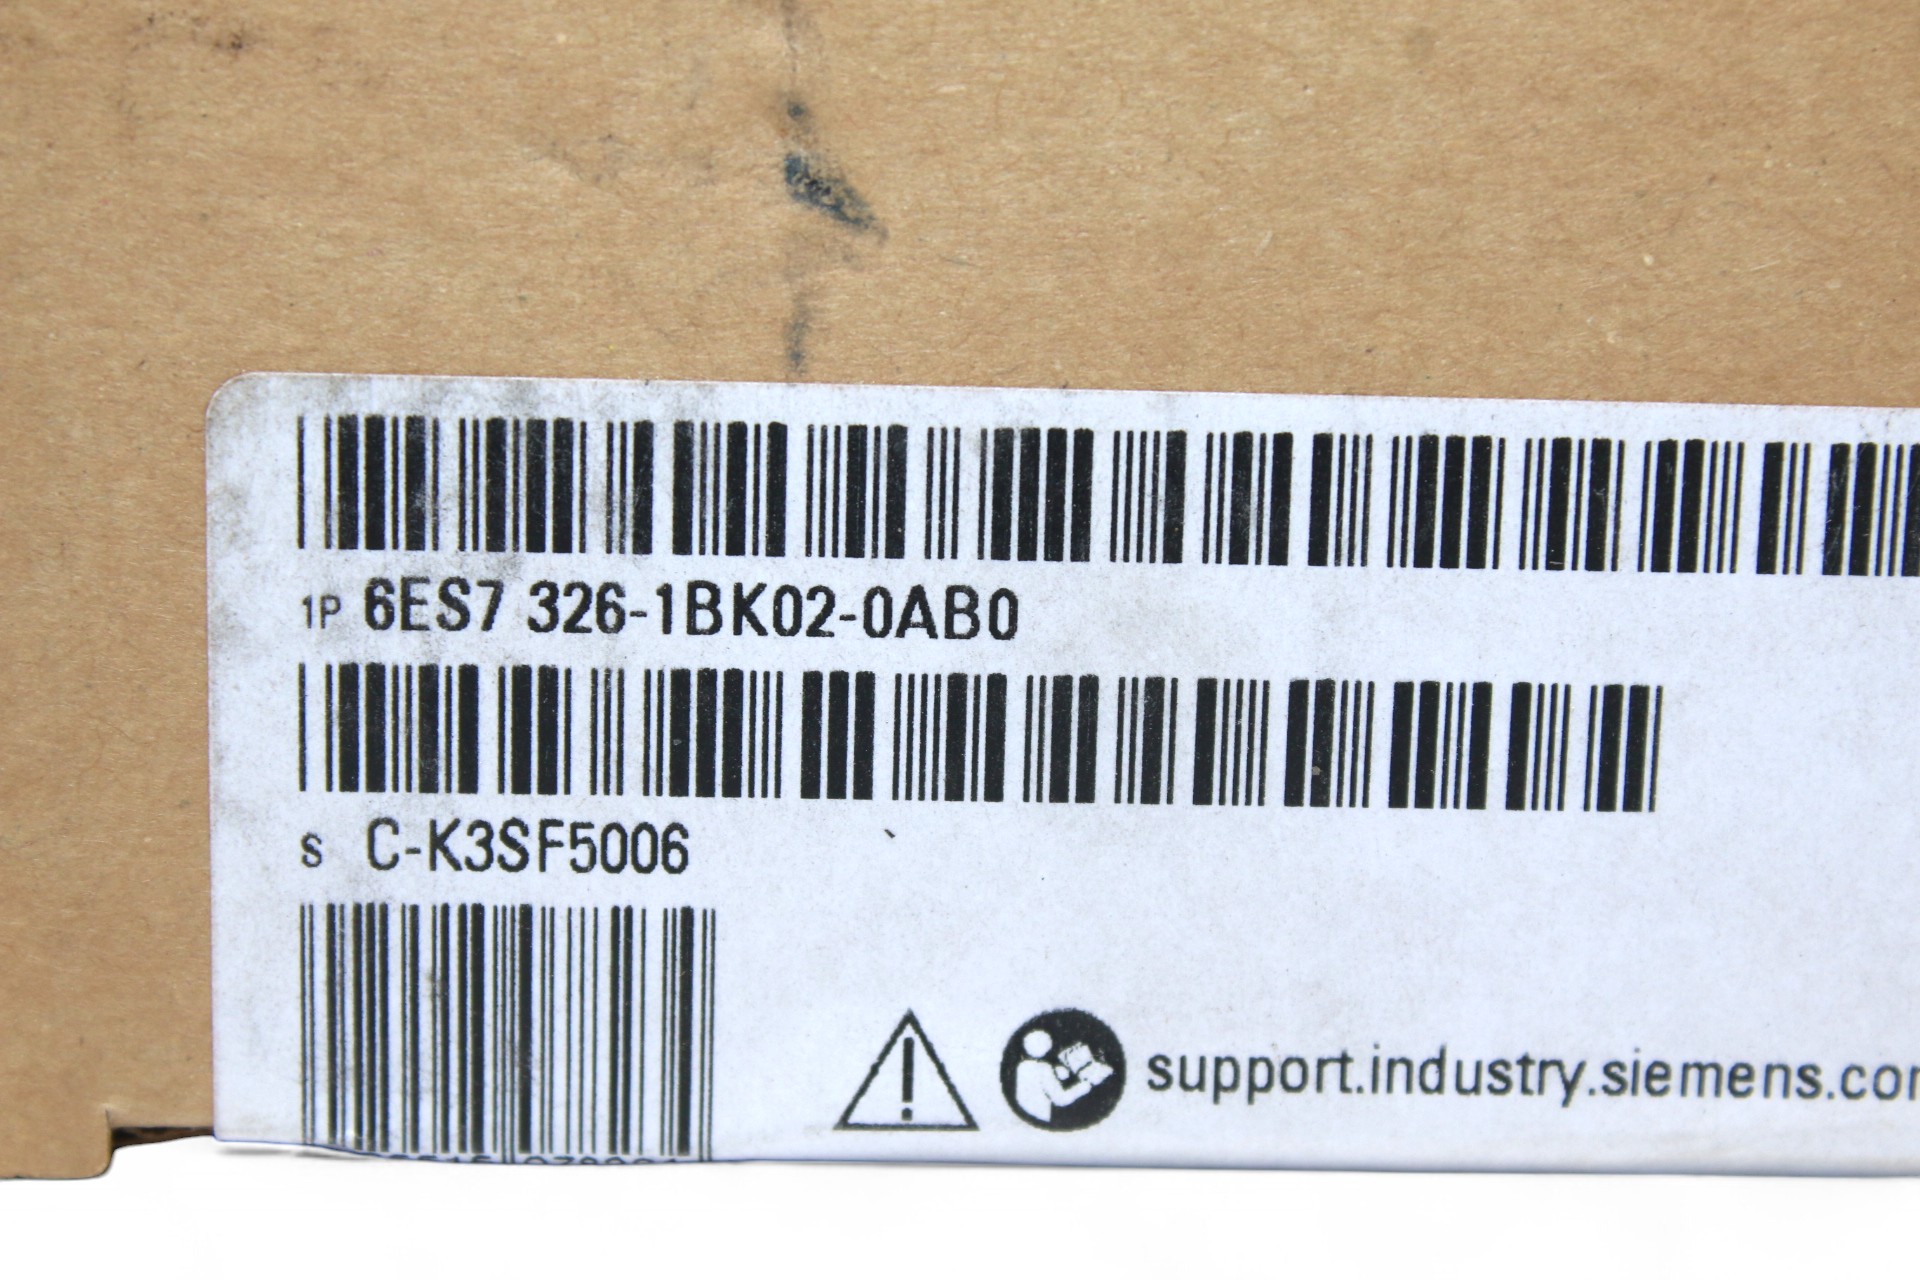 1P 6ES7 326-1BK02-0AB0
S C-K3SF5006
support.industry.siemens.co